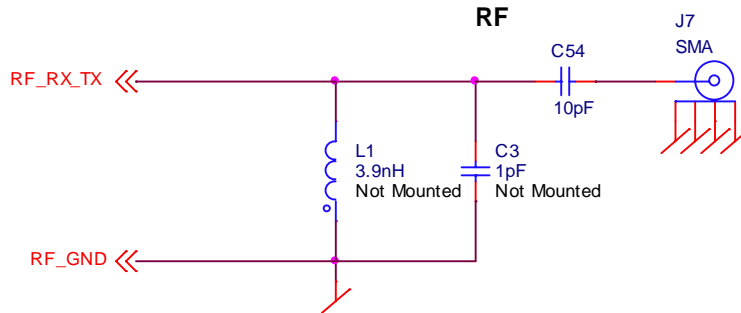 RF
J7
SMA
C54
10pF
RF_RX_TX
L1
3.9nH
Not Mounted
C3
1pF
Not Mounted
RF_GND